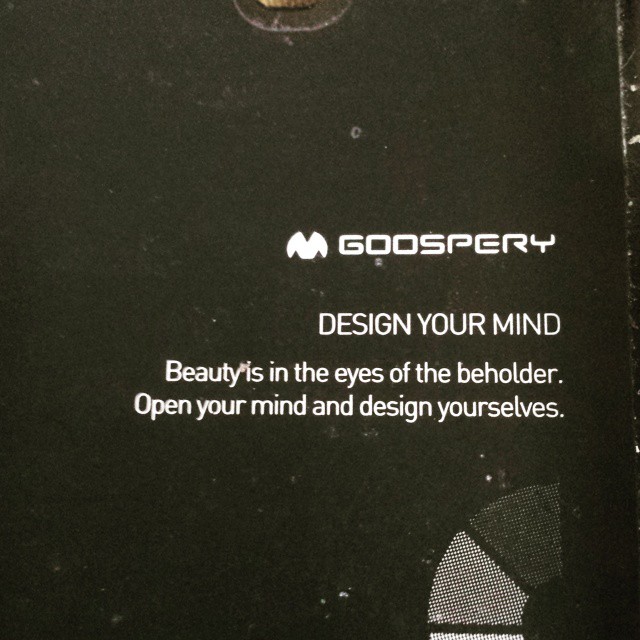 GOOSPERY
DESIGN YOUR MIND
Beauty is in the eyes of the beholder.
Open your mind and design yourselves.